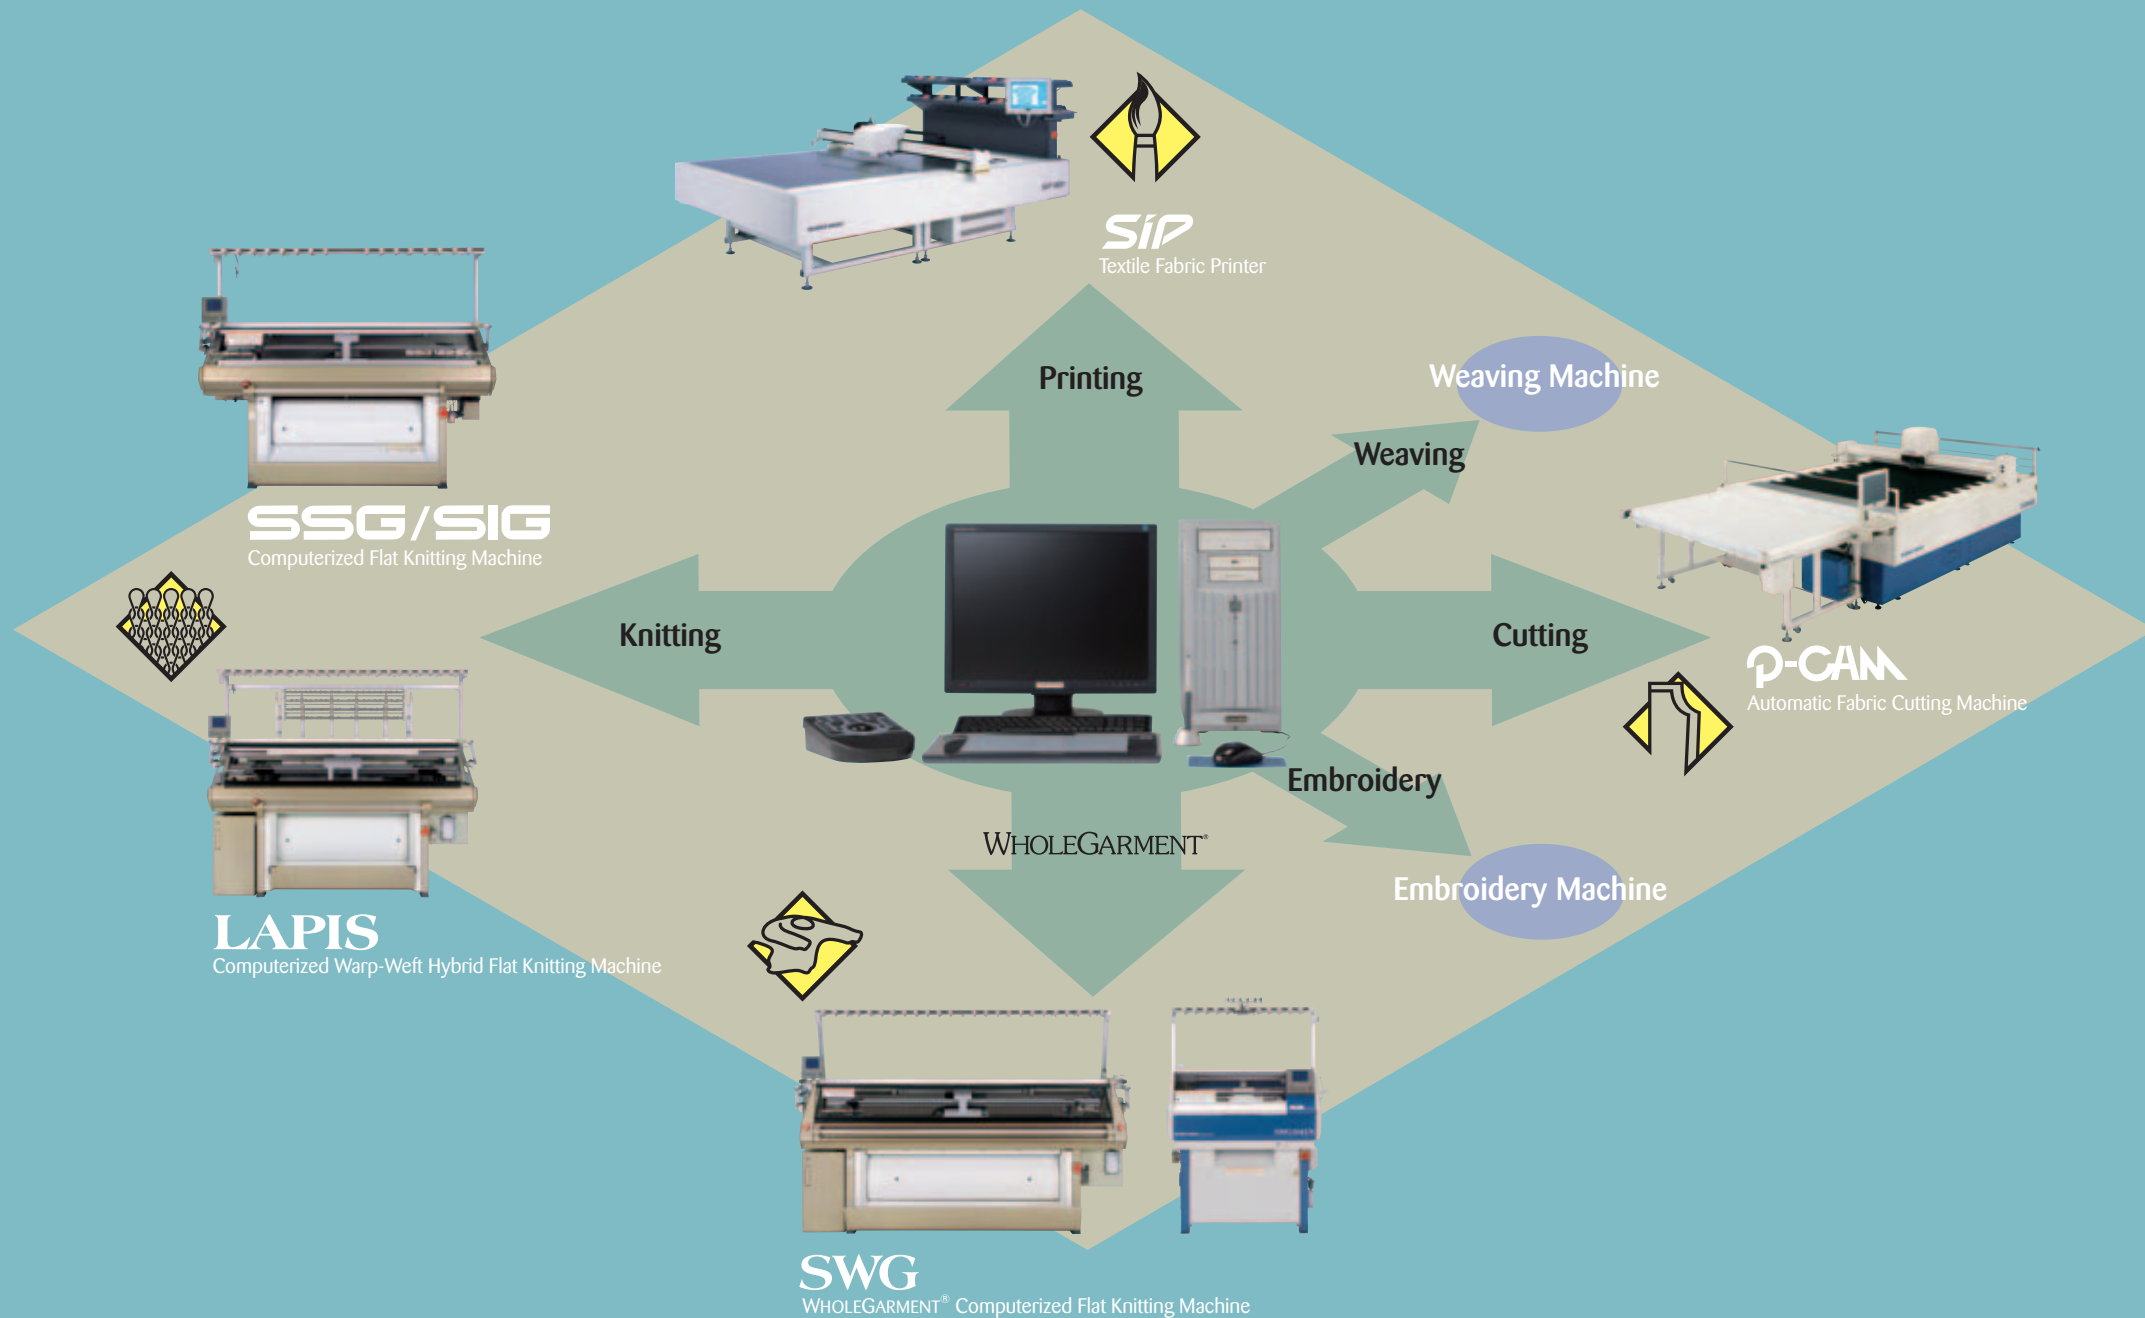 SiP
Textile Fabric Printer
Printing
Weaving Machine
Weaving
SSG/SIG
Computerized Flat Knitting Machine
Knitting
Cutting
P-CAM
Automatic Fabric Cutting Machine
Embroidery
WHOLEGARMENT®
Embroidery Machine
LAPIS
Computerized Warp-Weft Hybrid Flat Knitting Machine
SWG
WHOLEGARMENT® Computerized Flat Knitting Machine